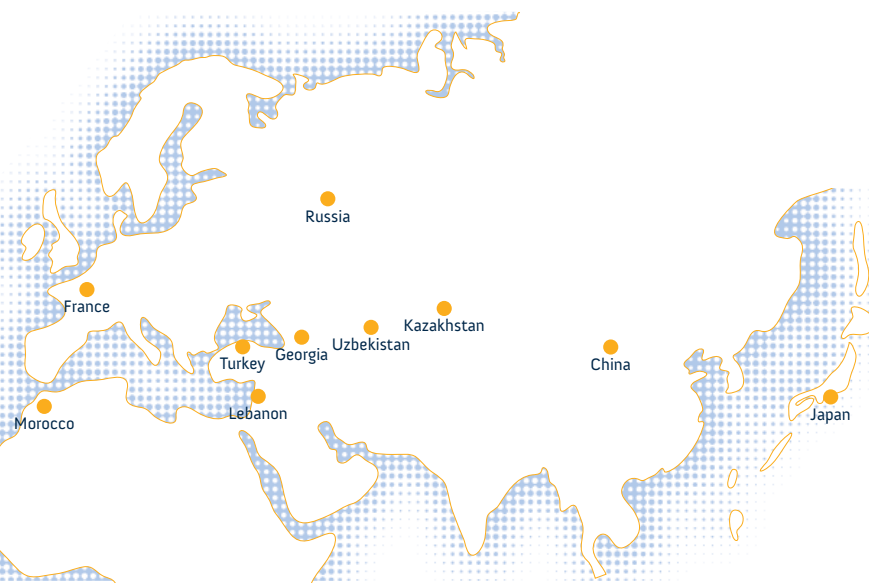 Russia
France
Kazakhstan
Uzbekistan
Georgia
Turkey
China
Lebanon
Japan
Morocco